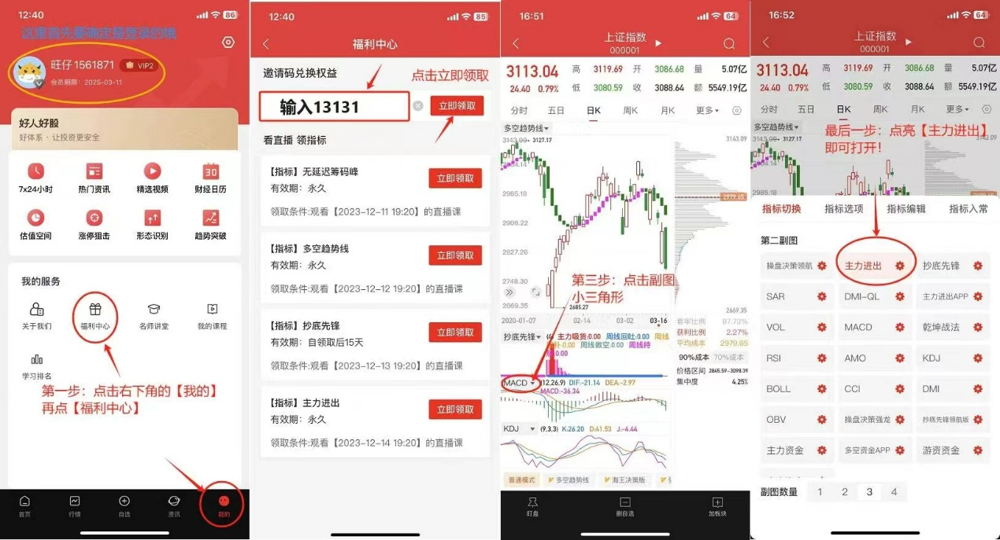 12:40
86
这里首先要确定是登录的哦
旺仔1561871
VIP2
会员期限：2025-03-11
好人好股
好体系 · 让投资更安全
7x24小时
热门资讯
精选视频
财经日历
估值空间
涨停狙击
形态识别
趋势突破
我的服务
关于我们
福利中心
名师讲堂
我的课程
学习排名
第一步：点击右下角的【我的】
再点【福利中心】
首页
行情
自选
资讯
我的
12:40
85
福利中心
邀请码兑换权益
点击立即领取
输入13131
立即领取
看直播 领指标
【指标】无延迟筹码峰
有效期：永久
立即领取
领取条件:观看【2023-12-11 19:20】的直播课
【指标】多空趋势线
有效期：永久
立即领取
领取条件:观看【2023-12-12 19:20】的直播课
【指标】抄底先锋
有效期：自领取后15天
立即领取
领取条件:观看【2023-12-13 19:20】的直播课
【指标】主力进出
有效期：永久
立即领取
领取条件:观看【2023-12-14 19:20】的直播课
16:51
64
上证指数
000001
3113.04 高 3119.69 开 3086.68 量 5.07亿
24.40 0.79% 低 3080.59 收 3088.64 额 5549.19亿
分时 五日 日K 周K 月K 更多
多空趋势线
3143.09 3127.17
3143.09
2985.18
2979.65
2906.22
2827.26
2748.30
2669.35
2685.27
2669.35
第三步：点击副图
小三角形
2020-01-07 02-14 03-02 03-16
套牢比例 97.73%
获利比例 2.27%
平均成本 2979.65
90%成本 70%成本
价格区间 2845.59-3098.39
集中度 4.25%
抄底先锋 主力吸货:0.00 周线回吐:0.00 周线
周线做空:0.00 周线持
MACD (12,26,9) DIF:-21.14 DEA:-2.97
MACD:-36.34
KDJ (9,3,3) K:26.20 D:41.53 J:-4.44
普通模式 多空趋势线 海王决策版
盯盘
删自选
加板块
16:52
64
上证指数
000001
3113.04 高 3119.69 开 3086.68 量 5.07亿
24.40 0.79% 低 3080.59 收 3088.64 额 5549.19亿
分时 五日 日K 周K 月K 更多
多空趋势线
3143.09 3127.17
3143.09
2985.18
最后一步：点亮【主力进出】
即可打开！
指标切换 指标选项 指标编辑 指标入常
第二副图
操盘决策领航 主力进出 抄底先锋
SAR DMI-QL 主力进出APP
VOL MACD 乾坤战法
RSI AMO KDJ
BOLL CCI DMI
OBV 操盘决策强龙 抄底先锋领航版
主力资金 多空资金APP 游资资金
副图数量 1 2 3 4